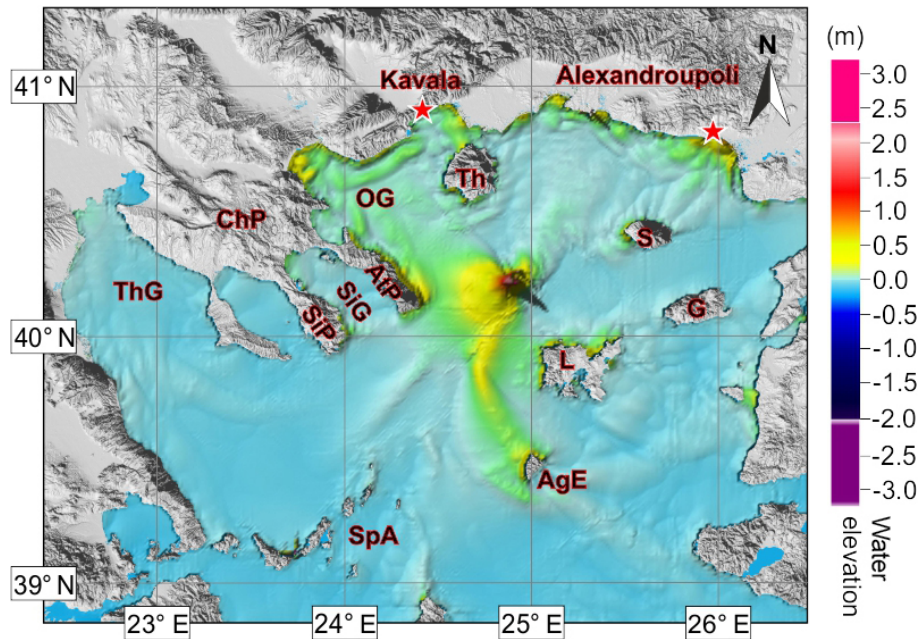 (m)
N
Kavala
Alexandroupoli
41° N
3.0
2.5
2.0
1.5
1.0
0.5
0.0
-0.5
-1.0
-1.5
-2.0
-2.5
-3.0
Th
OG
ChP
S
ThG
SiG
AtP
SiP
G
40° N
L
AgE
SpA
39° N
23° E
24° E
25° E
26° E
Water
elevation